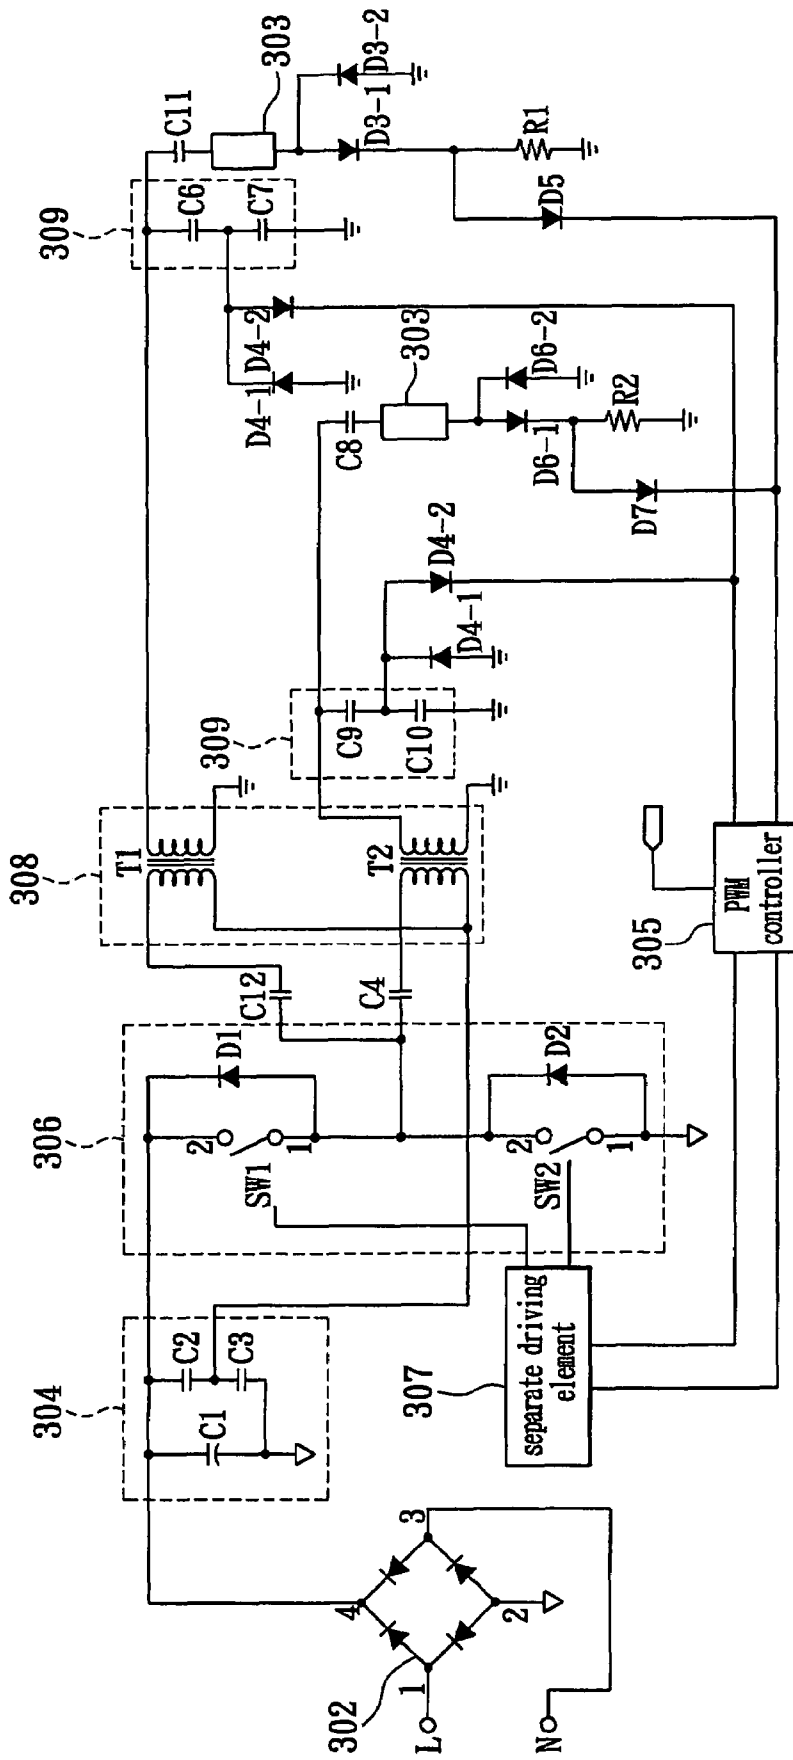 302
L
N
1
2
3
4
304
C1
C2
C3
306
SW1
2
1
D1
SW2
2
1
D2
307
separate driving
element
C12
C4
308
T1
T2
305
PWM
controller
309
C9
C10
D4-1
D4-2
C8
303
D6-1
D6-2
D7
R2
309
C6
C7
D4-1
D4-2
C11
303
D3-1
D3-2
D5
R1